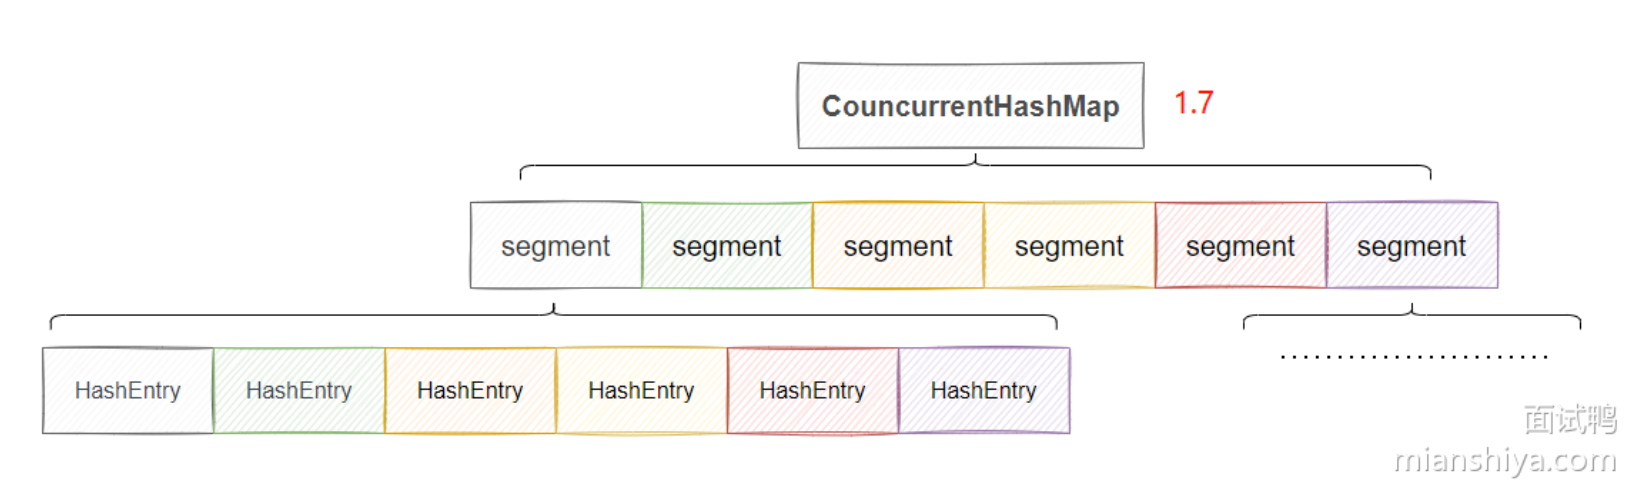 CouncurrentHashMap 1.7
segment segment segment segment segment segment
HashEntry HashEntry HashEntry HashEntry HashEntry HashEntry
......................
面试鸭
mianshiya.com